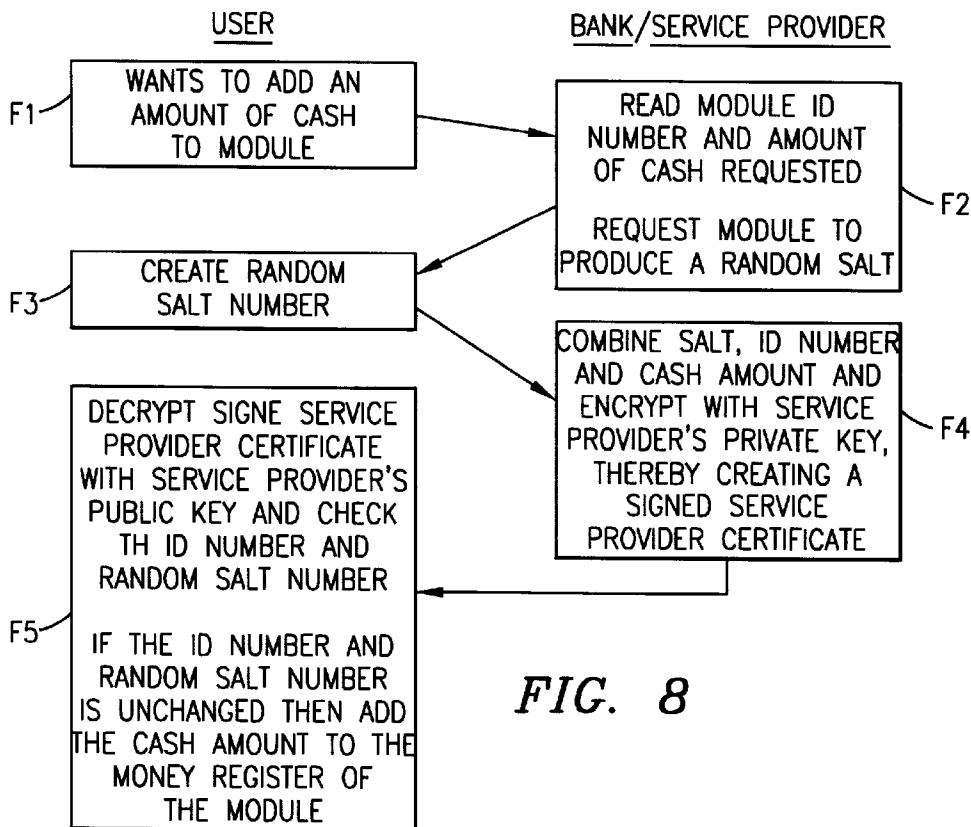 USER
BANK/SERVICE PROVIDER
F1
WANTS TO ADD AN
AMOUNT OF CASH
TO MODULE
READ MODULE ID
NUMBER AND AMOUNT
OF CASH REQUESTED
REQUEST MODULE TO
PRODUCE A RANDOM SALT
F2
F3
CREATE RANDOM
SALT NUMBER
COMBINE SALT, ID NUMBER
AND CASH AMOUNT AND
ENCRYPT WITH SERVICE
PROVIDER'S PRIVATE KEY,
THEREBY CREATING A
SIGNED SERVICE
PROVIDER CERTIFICATE
F4
F5
DECRYPT SIGNE SERVICE
PROVIDER CERTIFICATE
WITH SERVICE PROVIDER'S
PUBLIC KEY AND CHECK
TH ID NUMBER AND
RANDOM SALT NUMBER
IF THE ID NUMBER AND
RANDOM SALT NUMBER
IS UNCHANGED THEN ADD
THE CASH AMOUNT TO THE
MONEY REGISTER OF
THE MODULE
FIG. 8